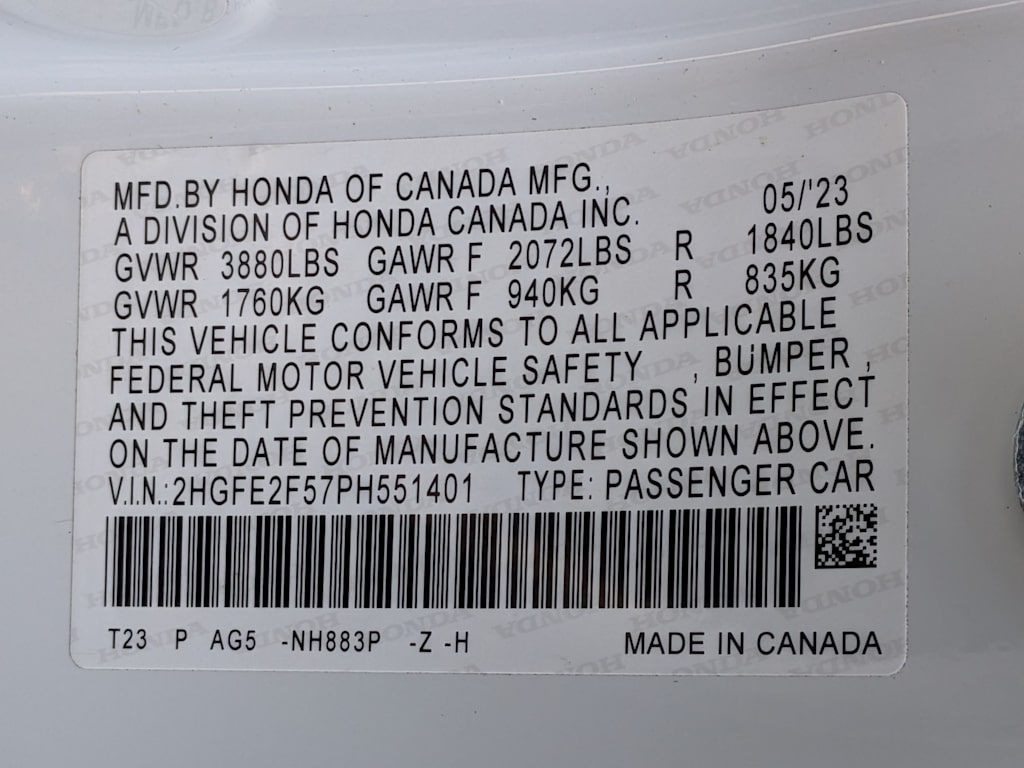 MFD.BY HONDA OF CANADA MFG.,
A DIVISION OF HONDA CANADA INC. 05/'23
GVWR 3880LBS GAWR F 2072LBS R 1840LBS
GVWR 1760KG GAWR F 940KG R 835KG
THIS VEHICLE CONFORMS TO ALL APPLICABLE
FEDERAL MOTOR VEHICLE SAFETY , BUMPER ,
AND THEFT PREVENTION STANDARDS IN EFFECT
ON THE DATE OF MANUFACTURE SHOWN ABOVE.
V.I.N.:2HGFE2F57PH551401 TYPE: PASSENGER CAR
T23 P AG5 -NH883P -Z -H MADE IN CANADA